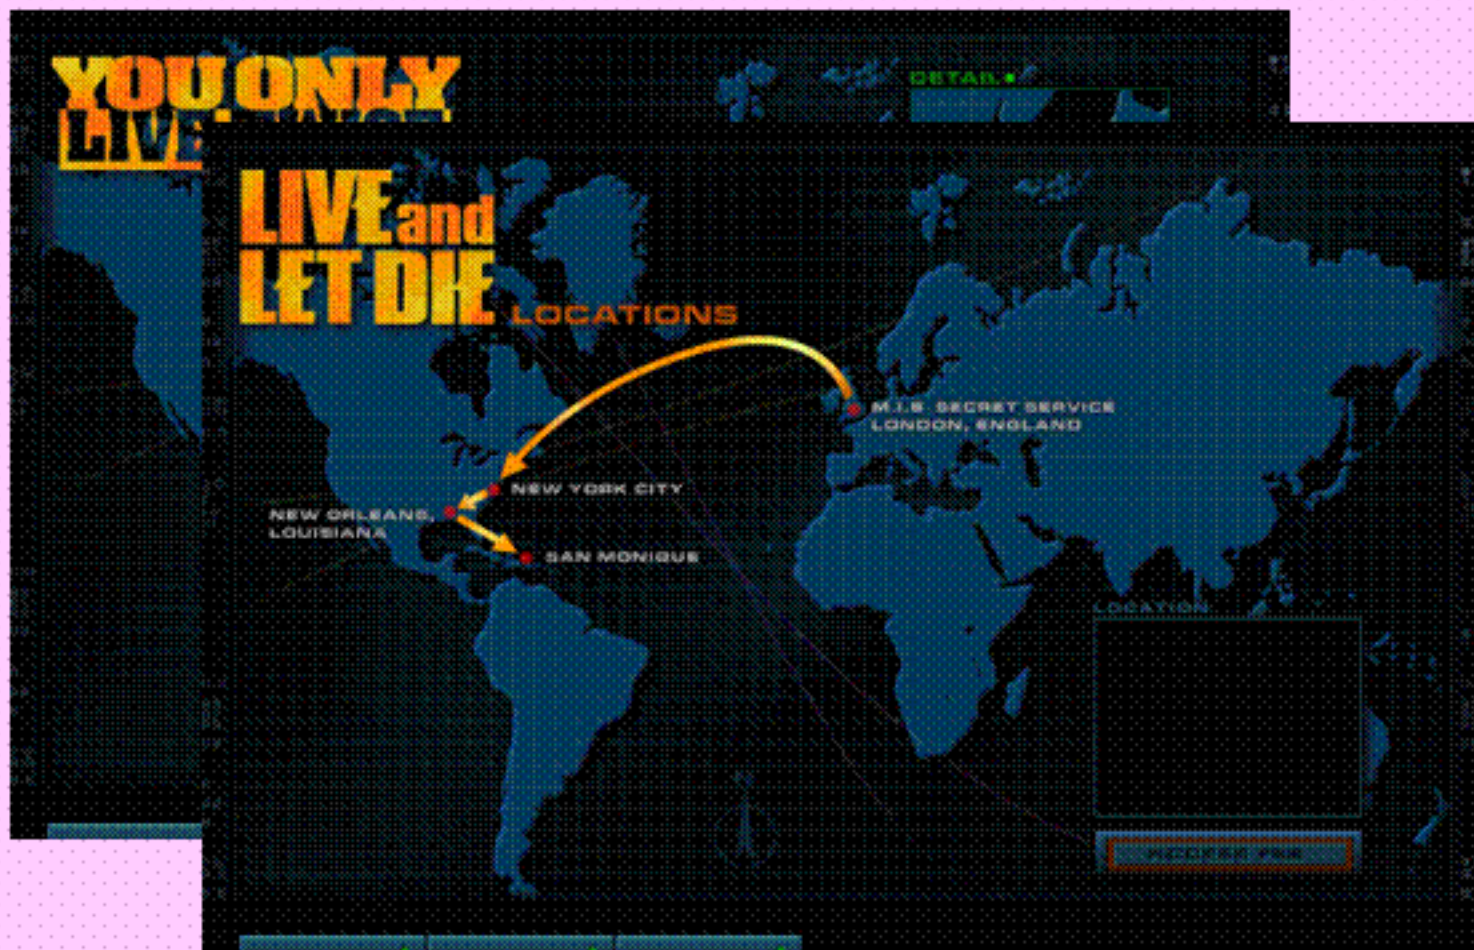 YOU ONLY
LIVE
DETAIL
LIVE and
LET DIE
LOCATIONS
M.I.6 SECRET SERVICE
LONDON, ENGLAND
NEW YORK CITY
NEW ORLEANS,
LOUISIANA
SAN MONIQUE
LOCATION
N